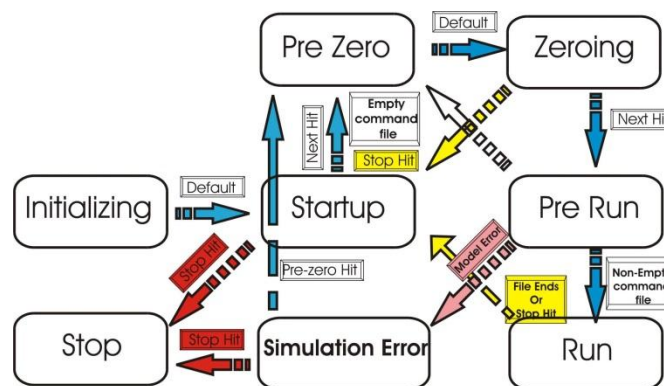 Default
Pre Zero
Zeroing
Next Hit
Empty
command
file
Next Hit
Stop Hit
Default
Initializing
Startup
Pre Run
Stop Hit
Pre-zero Hit
Model Error
Non-Empty
command
file
File Ends
Or
Stop Hit
Stop
Stop Hit
Simulation Error
Run